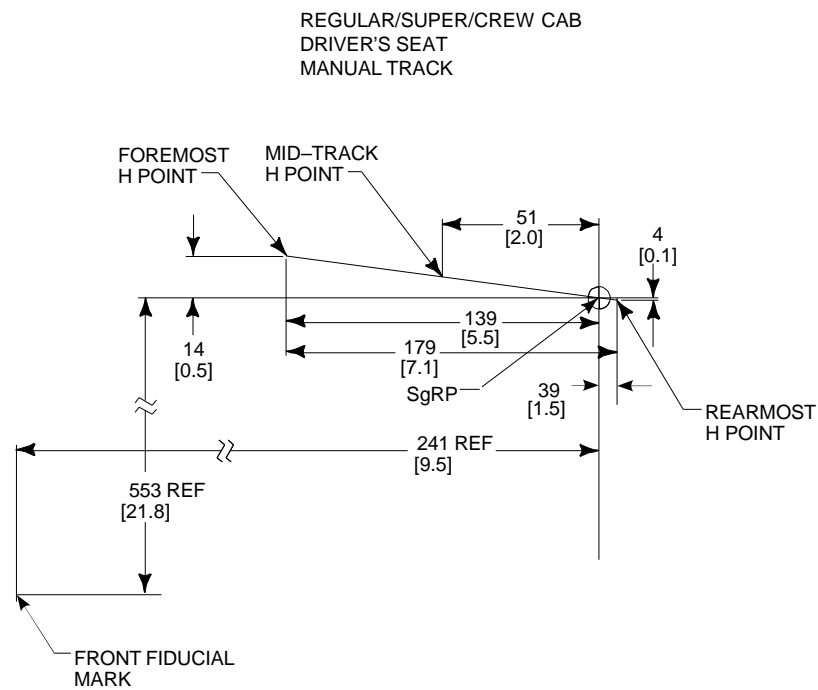 REGULAR/SUPER/CREW CAB
DRIVER'S SEAT
MANUAL TRACK
FOREMOST
H POINT
MID–TRACK
H POINT
51
[2.0]
4
[0.1]
14
[0.5]
139
[5.5]
179
[7.1]
SgRP
39
[1.5]
REARMOST
H POINT
241 REF
[9.5]
553 REF
[21.8]
FRONT FIDUCIAL
MARK